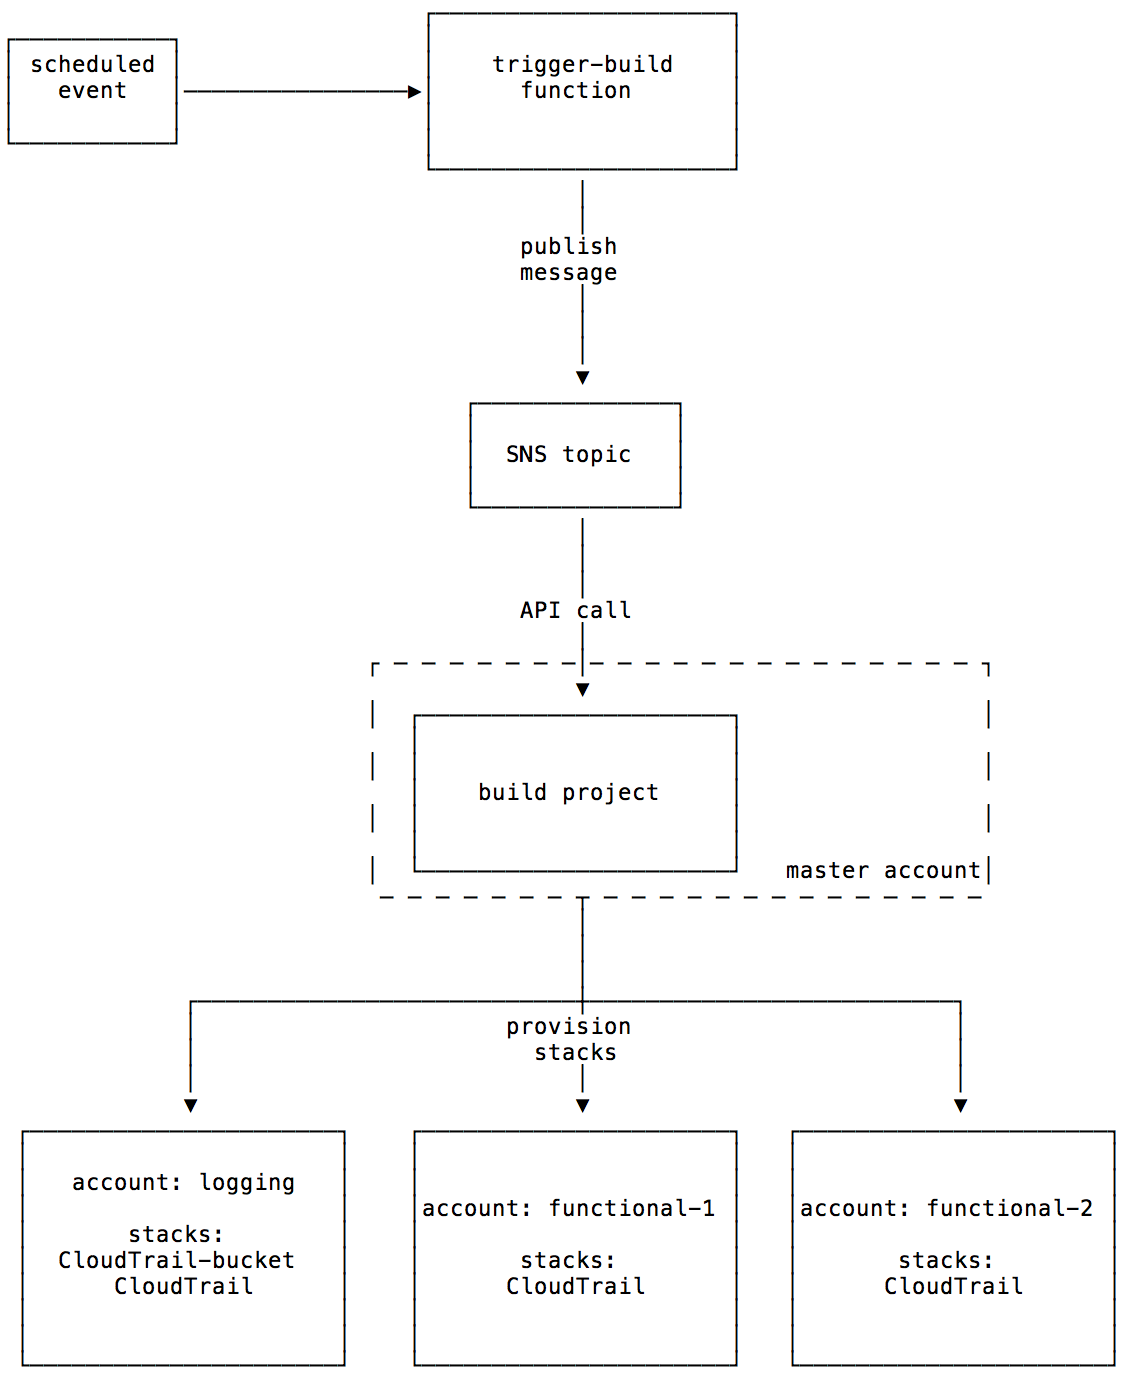 scheduled
event
trigger-build
function
publish
message
SNS topic
API call
build project
master account
provision
stacks
account: logging
stacks:
CloudTrail-bucket
CloudTrail
account: functional-1
stacks:
CloudTrail
account: functional-2
stacks:
CloudTrail